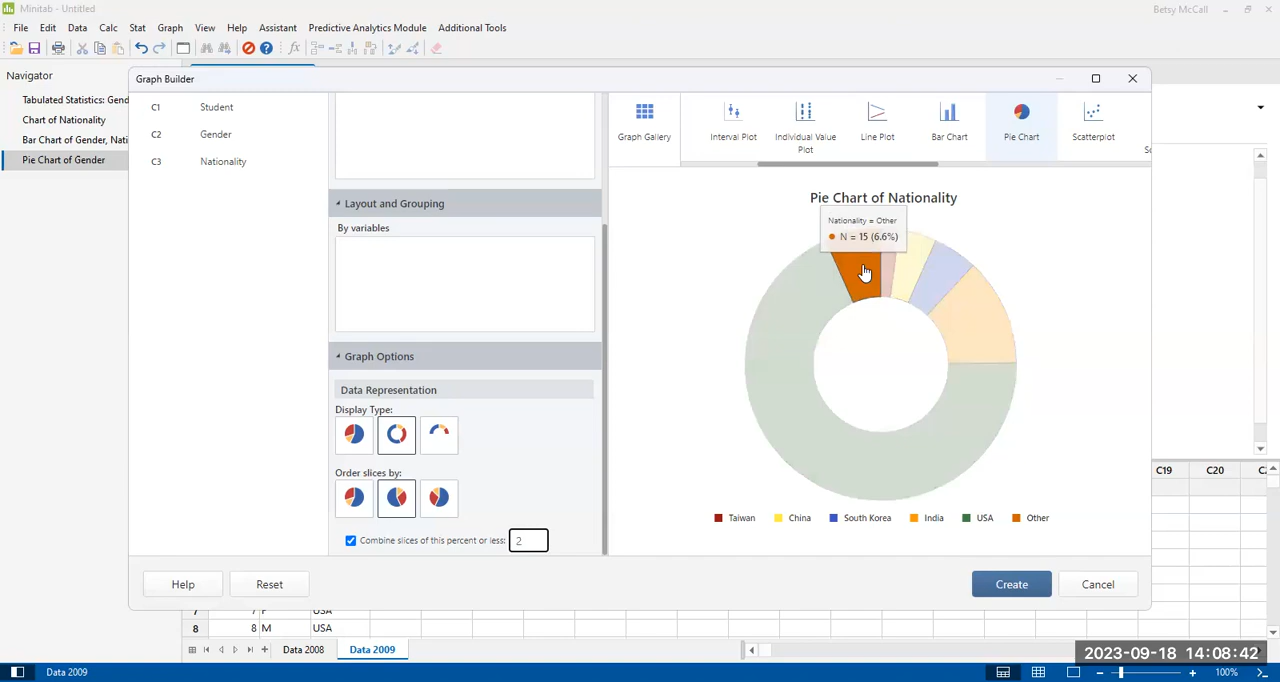 Minitab - Untitled
Betsy McCall
File Edit Data Calc Stat Graph View Help Assistant Predictive Analytics Module Additional Tools
Navigator
Tabulated Statistics: Gend
Chart of Nationality
Bar Chart of Gender, Nati
Pie Chart of Gender
Graph Builder
C1 Student
C2 Gender
C3 Nationality
Layout and Grouping
By variables
Graph Options
Data Representation
Display Type:
Order slices by:
Combine slices of this percent or less: 2
Graph Gallery
Interval Plot
Individual Value Plot
Line Plot
Bar Chart
Pie Chart
Scatterplot
Pie Chart of Nationality
Nationality = Other
N = 15 (6.6%)
Taiwan China South Korea India USA Other
Help Reset Create Cancel
C19 C20
7 7 F USA
8 8 M USA
Data 2008 Data 2009
2023-09-18 14:08:42
Data 2009
100%